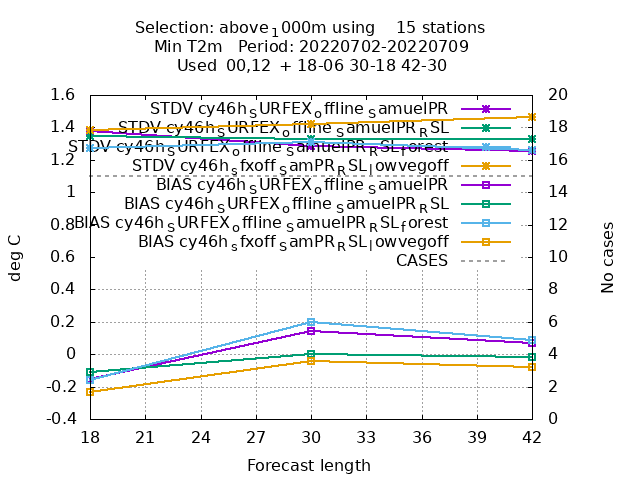 Selection: above_1000m using 15 stations
Min T2m Period: 20220702-20220709
Used 00,12 + 18-06 30-18 42-30
1.6
1.4
1.2
1
0.8
0.6
0.4
0.2
0
-0.2
-0.4
deg C
STDV cy46h_SURFEX_offline_samuelPR
STDV cy46h_SURFEX_offline_samuelPR_RSL
STDV cy46h_SURFEX_offline_samuelPR_RSL_forest
STDV cy46h_sfxoff_samPR_RSL_lowvegoff
BIAS cy46h_SURFEX_offline_samuelPR
BIAS cy46h_SURFEX_offline_samuelPR_RSL
BIAS cy46h_SURFEX_offline_samuelPR_RSL_forest
BIAS cy46h_sfxoff_samPR_RSL_lowvegoff
CASES
20
18
16
14
12
10
8
6
4
2
0
No cases
18 21 24 27 30 33 36 39 42
Forecast length